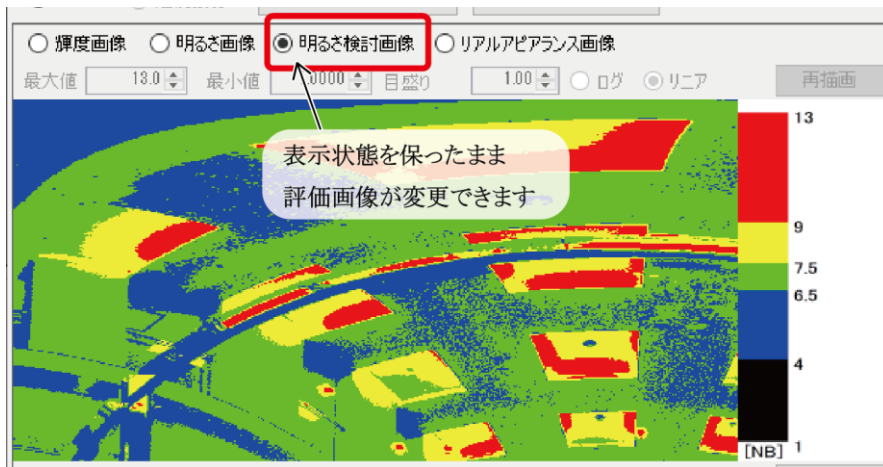 輝度画像 明るさ画像 明るさ検討画像 リアルアピアランス画像
最大値 13.0 最小値 .0000 目盛り 1.00 ログ リニア 再描画
表示状態を保ったまま
評価画像が変更できます
13
9
7.5
6.5
4
[NB] 1